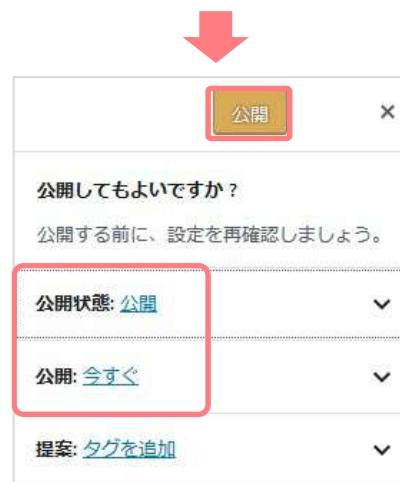 公開
公開してもよいですか？
公開する前に、設定を再確認しましょう。
公開状態: 公開
公開: 今すぐ
提案: タグを追加